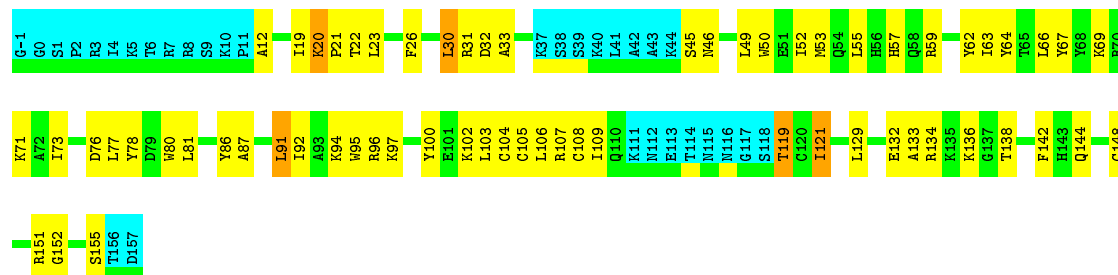 G-1 G0 S1 P2 R3 I4 K5 T6 R7 R8 S9 K10 P11 A12 I19 K20 P21 T22 L23 F26 L30 R31 D32 A33 K37 S38 S39 K40 L41 A42 A43 K44 S45 N46 L49 W50 E51 I52 M53 Q54 L55 H56 H57 Q58 R59 Y62 I63 Y64 T65 L66 Y67 Y68 K69 R70
K71 A72 I73 D76 L77 Y78 D79 W80 L81 Y86 A87 L91 I92 A93 K94 W95 R96 K97 Y100 E101 K102 L103 C104 C105 L106 R107 C108 I109 Q110 K111 N112 E113 T114 N115 N116 G117 S118 T119 C120 I121 L129 E132 A133 R134 K135 K136 G137 T138 F142 H143 Q144 C148
R151 G152 S155 T156 D157